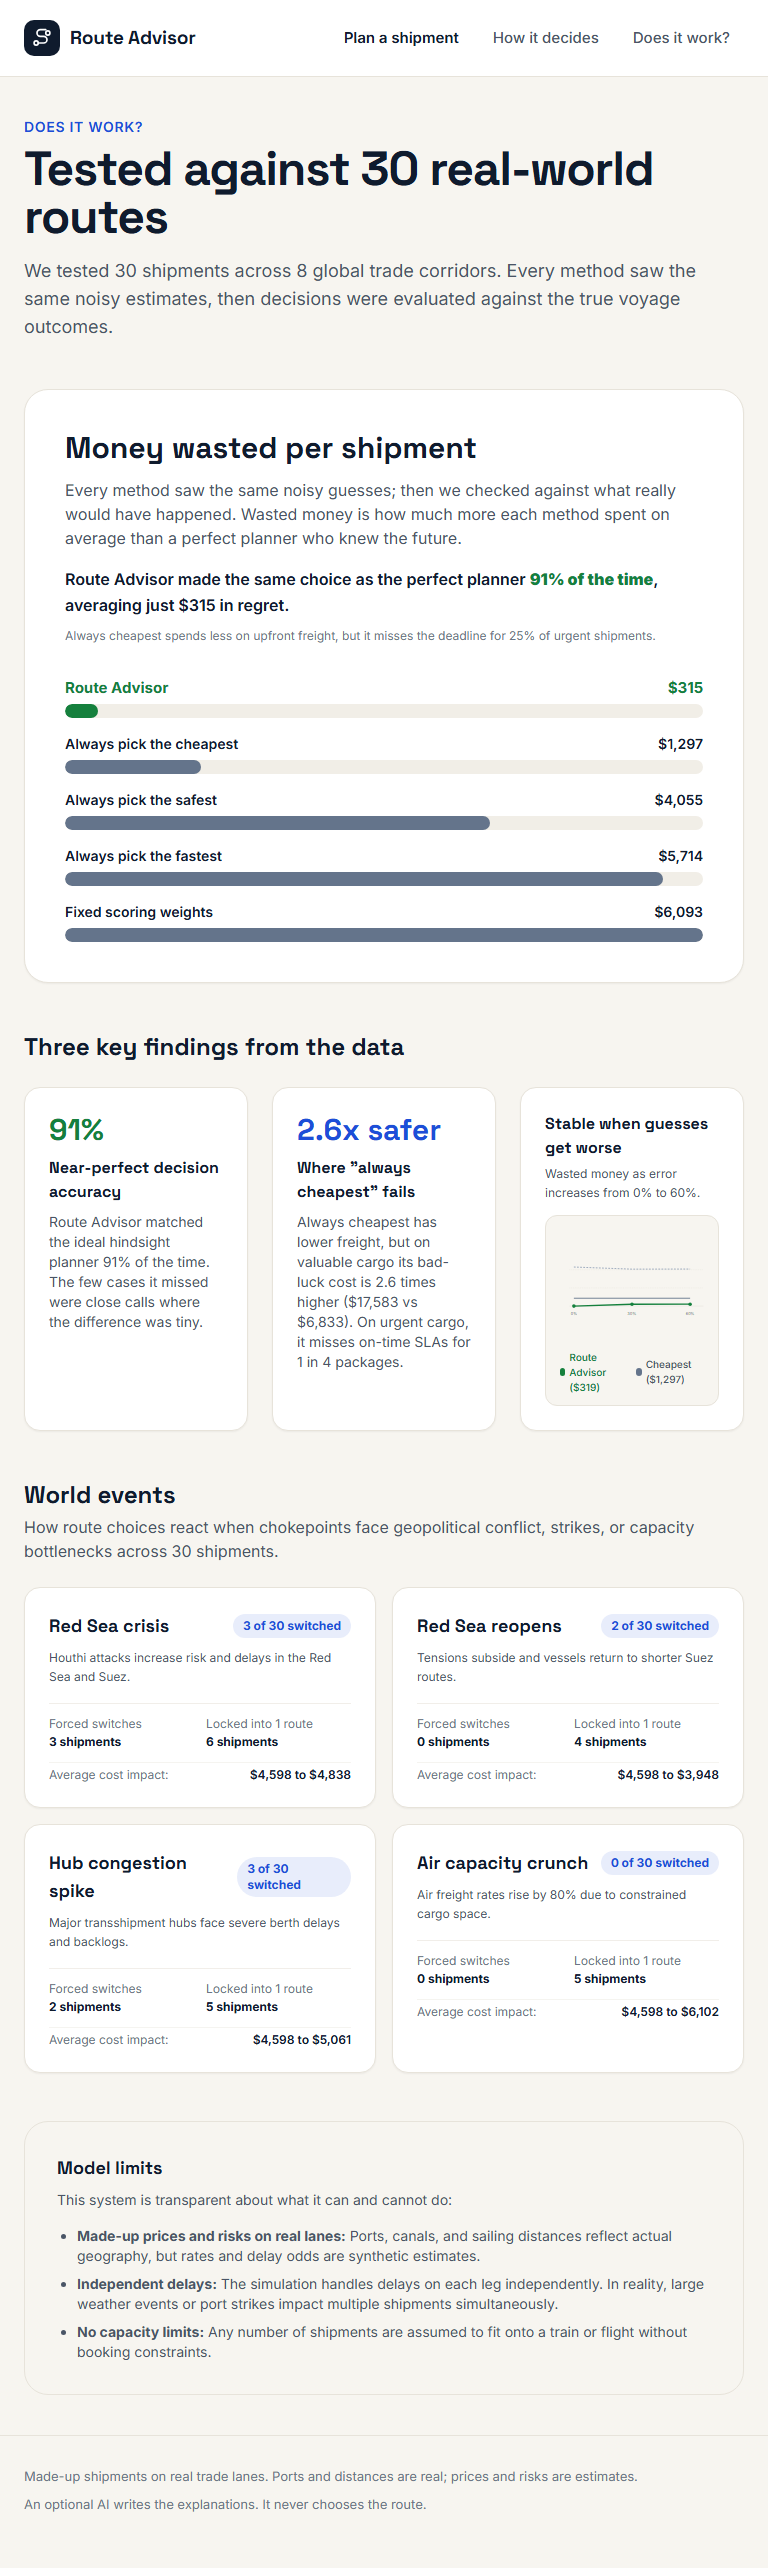 Route Advisor
Plan a shipment
How it decides
Does it work?
DOES IT WORK?
Tested against 30 real-world
routes
We tested 30 shipments across 8 global trade corridors. Every method saw the
same noisy estimates, then decisions were evaluated against the true voyage
outcomes.
Money wasted per shipment
Every method saw the same noisy guesses; then we checked against what really
would have happened. Wasted money is how much more each method spent on
average than a perfect planner who knew the future.
Route Advisor made the same choice as the perfect planner 91% of the time,
averaging just $315 in regret.
Always cheapest spends less on upfront freight, but it misses the deadline for 25% of urgent shipments.
Route Advisor $315
Always pick the cheapest $1,297
Always pick the safest $4,055
Always pick the fastest $5,714
Fixed scoring weights $6,093
Three key findings from the data
91%
Near-perfect decision
accuracy
Route Advisor matched
the ideal hindsight
planner 91% of the time.
The few cases it missed
were close calls where
the difference was tiny.
2.6x safer
Where "always
cheapest" fails
Always cheapest has
lower freight, but on
valuable cargo its bad-
luck cost is 2.6 times
higher ($17,583 vs
$6,833). On urgent cargo,
it misses on-time SLAs for
1 in 4 packages.
Stable when guesses
get worse
Wasted money as error
increases from 0% to 60%.
0% 30% 60%
Route
Advisor
($319)
Cheapest
($1,297)
World events
How route choices react when chokepoints face geopolitical conflict, strikes, or capacity
bottlenecks across 30 shipments.
Red Sea crisis
3 of 30 switched
Houthi attacks increase risk and delays in the Red
Sea and Suez.
Forced switches
3 shipments
Locked into 1 route
6 shipments
Average cost impact: $4,598 to $4,838
Red Sea reopens
2 of 30 switched
Tensions subside and vessels return to shorter Suez
routes.
Forced switches
0 shipments
Locked into 1 route
4 shipments
Average cost impact: $4,598 to $3,948
Hub congestion
spike
3 of 30
switched
Major transshipment hubs face severe berth delays
and backlogs.
Forced switches
2 shipments
Locked into 1 route
5 shipments
Average cost impact: $4,598 to $5,061
Air capacity crunch
0 of 30 switched
Air freight rates rise by 80% due to constrained
cargo space.
Forced switches
0 shipments
Locked into 1 route
5 shipments
Average cost impact: $4,598 to $6,102
Model limits
This system is transparent about what it can and cannot do:
• Made-up prices and risks on real lanes: Ports, canals, and sailing distances reflect actual
geography, but rates and delay odds are synthetic estimates.
• Independent delays: The simulation handles delays on each leg independently. In reality, large
weather events or port strikes impact multiple shipments simultaneously.
• No capacity limits: Any number of shipments are assumed to fit onto a train or flight without
booking constraints.
Made-up shipments on real trade lanes. Ports and distances are real; prices and risks are estimates.
An optional AI writes the explanations. It never chooses the route.